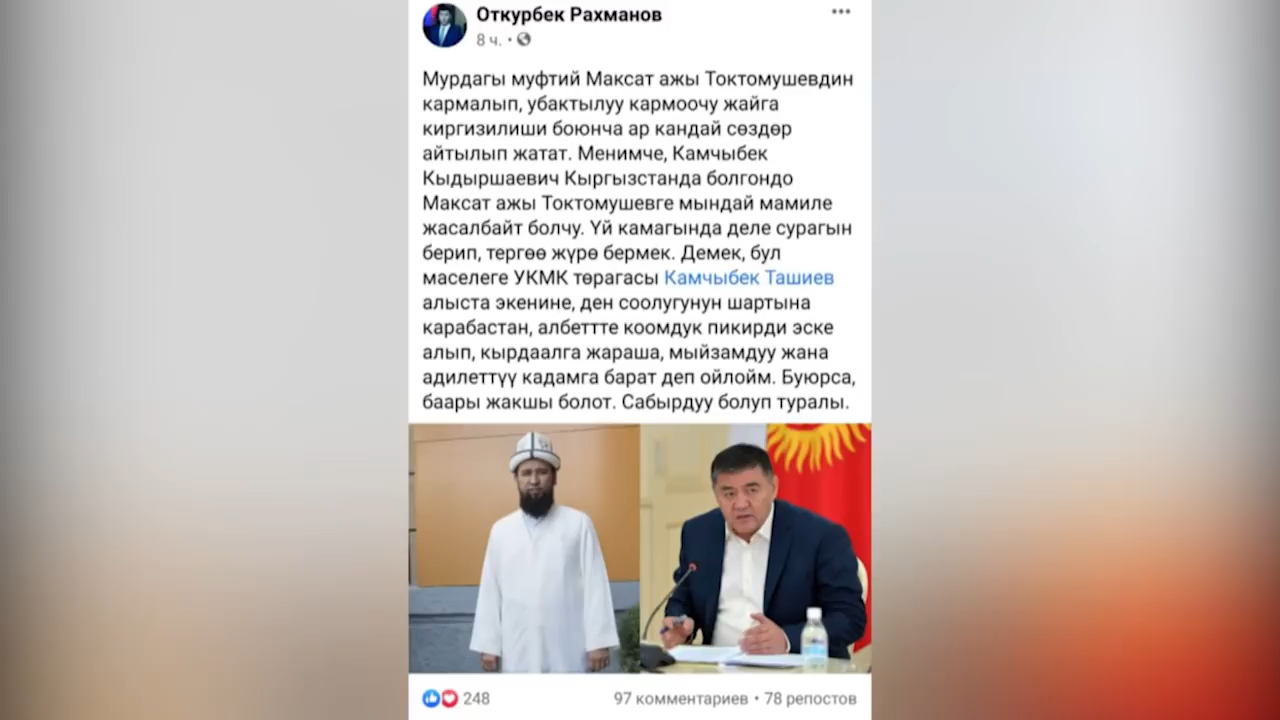 Откурбек Рахманов
8 ч. •
Мурдагы муфтий Максат ажы Токтомушевдин
кармалып, убактылуу кармоочу жайга
киргизилиши боюнча ар кандай сөздөр
айтылып жатат. Менимче, Камчыбек
Кыдыршаевич Кыргызстанда болгондо
Максат ажы Токтомушевге мындай мамиле
жасалбайт болчу. Үй камагында деле сурагын
берип, тергөө жүрө бермек. Демек, бул
маселеге УКМК төрагасы Камчыбек Ташиев
алыста экенине, ден соолугунун шартына
карабастан, албеттте коомдук пикирди эске
алып, кырдаалга жараша, мыйзамдуу жана
адилеттүү кадамга барат деп ойлойм. Буюрса,
баары жакшы болот. Сабырдуу болуп туралы.
248
97 комментариев • 78 репостов